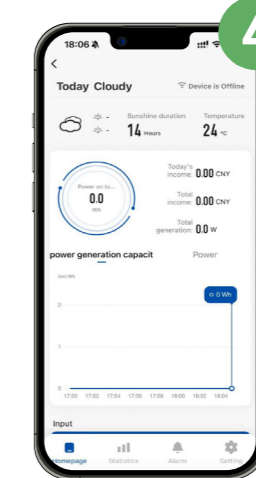 4
18:06
Today Cloudy
Device is Offline
-
-
Sunshine duration
14 Hours
Temperature
24 °C
Power on to...
0.0
Wh
Today's income: 0.00 CNY
Total income: 0.00 CNY
Total generation: 0.0 W
power generation capacit
Power
Unit:Wh
0 Wh
2
1
0
17:50 17:52 17:54 17:56 17:58 18:00 18:02 18:04
Input
Homepage
Statistics
Alarm
Setting